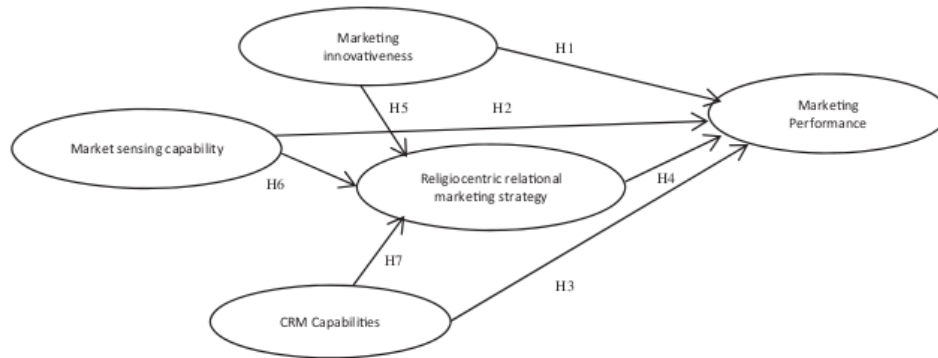 Marketing
innovativeness
H1
Marketing
Performance
H5
H2
Market sensing capability
H6
Religiocentric relational
marketing strategy
H4
H7
H3
CRM Capabilities